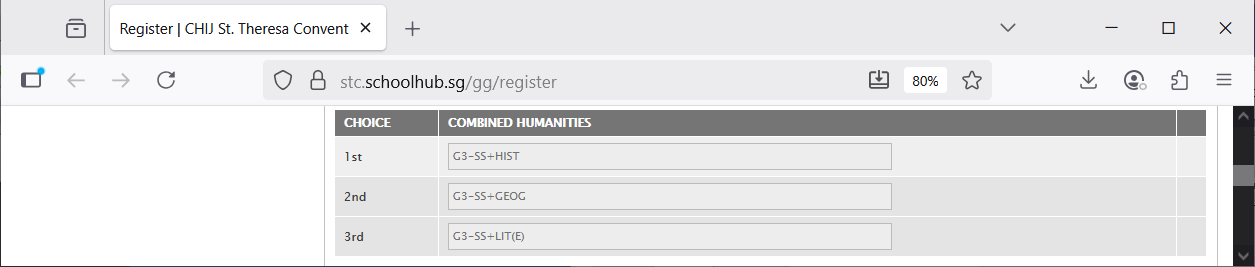 Register | CHIJ St. Theresa Convent
stc.schoolhub.sg/gg/register
80%
CHOICE COMBINED HUMANITIES
1st G3-SS+HIST
2nd G3-SS+GEOG
3rd G3-SS+LIT(E)